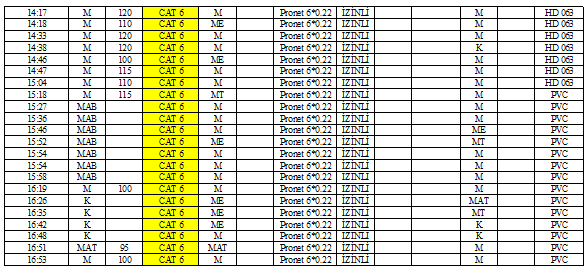 14:17 M 120 CAT 6 M Pronet 6*0.22 İZİNLİ M HD 063
14:18 M 110 CAT 6 ME Pronet 6*0.22 İZİNLİ M HD 063
14:33 M 120 CAT 6 M Pronet 6*0.22 İZİNLİ M HD 063
14:38 M 120 CAT 6 M Pronet 6*0.22 İZİNLİ K HD 063
14:46 M 100 CAT 6 ME Pronet 6*0.22 İZİNLİ M HD 063
14:47 M 115 CAT 6 M Pronet 6*0.22 İZİNLİ M HD 063
15:04 M 110 CAT 6 M Pronet 6*0.22 İZİNLİ M HD 063
15:18 M 115 CAT 6 MT Pronet 6*0.22 İZİNLİ M PVC
15:27 MAB CAT 6 M Pronet 6*0.22 İZİNLİ M PVC
15:36 MAB CAT 6 M Pronet 6*0.22 İZİNLİ M PVC
15:46 MAB CAT 6 M Pronet 6*0.22 İZİNLİ ME PVC
15:52 MAB CAT 6 ME Pronet 6*0.22 İZİNLİ MT PVC
15:54 MAB CAT 6 M Pronet 6*0.22 İZİNLİ M PVC
15:54 MAB CAT 6 M Pronet 6*0.22 İZİNLİ M PVC
15:58 MAB CAT 6 M Pronet 6*0.22 İZİNLİ M PVC
16:19 M 100 CAT 6 M Pronet 6*0.22 İZİNLİ M PVC
16:26 K CAT 6 ME Pronet 6*0.22 İZİNLİ MAT PVC
16:35 K CAT 6 ME Pronet 6*0.22 İZİNLİ MT PVC
16:42 K CAT 6 ME Pronet 6*0.22 İZİNLİ K PVC
16:48 K CAT 6 M Pronet 6*0.22 İZİNLİ K PVC
16:51 MAT 95 CAT 6 MAT Pronet 6*0.22 İZİNLİ M PVC
16:53 M 100 CAT 6 M Pronet 6*0.22 İZİNLİ M PVC